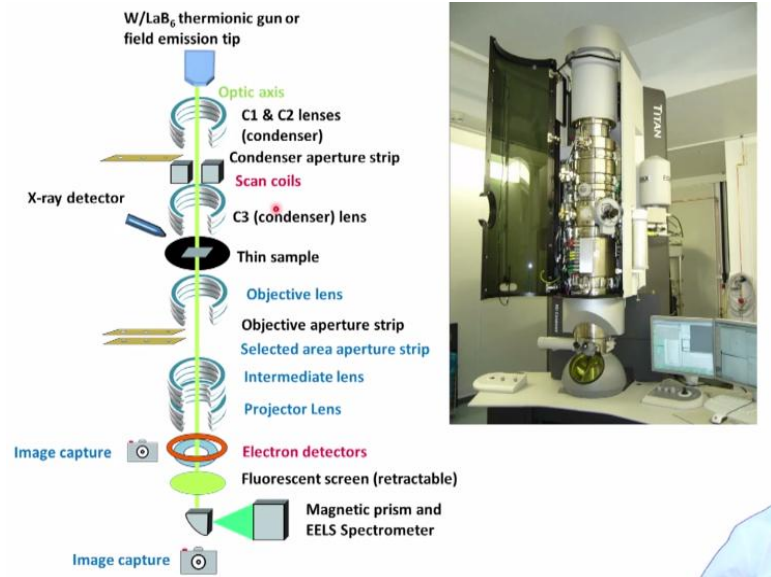 W/LaB6 thermionic gun or
field emission tip
Optic axis
C1 & C2 lenses
(condenser)
Condenser aperture strip
Scan coils
X-ray detector
C3 (condenser) lens
Thin sample
Objective lens
Objective aperture strip
Selected area aperture strip
Intermediate lens
Projector Lens
Image capture
Electron detectors
Fluorescent screen (retractable)
Magnetic prism and
EELS Spectrometer
Image capture
TITAN